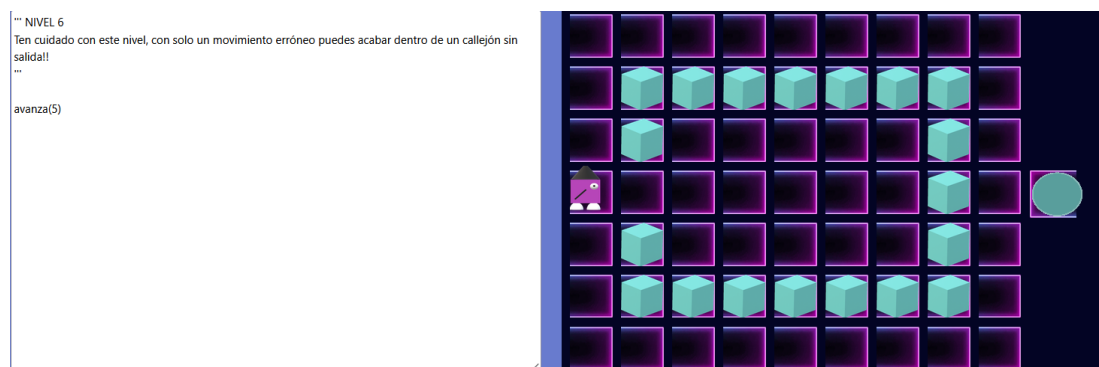 ''' NIVEL 6
Ten cuidado con este nivel, con solo un movimiento erróneo puedes acabar dentro de un callejón sin
salida!!
'''
avanza(5)